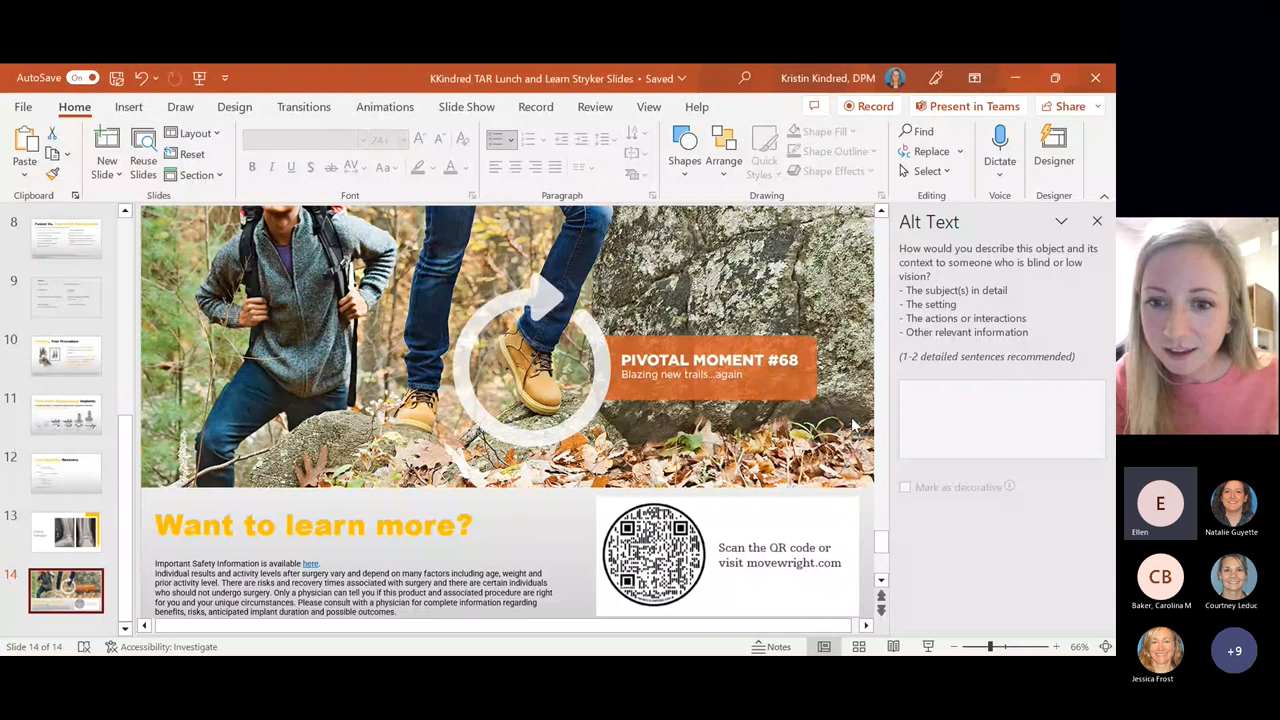 AutoSave On KKindred TAR Lunch and Learn Stryker Slides • Saved Kristin Kindred, DPM
File Home Insert Draw Design Transitions Animations Slide Show Record Review View Help Record Present in Teams Share
Paste
Clipboard
New
Slide
Reuse
Slides
Layout
Reset
Section
Slides
24+
B I U S ab AV Aa A
Font
Paragraph
Shapes
Arrange
Quick
Styles
Shape Fill
Shape Outline
Shape Effects
Drawing
Find
Replace
Select
Editing
Dictate
Voice
Designer
Designer
8
9
10
11
12
13
14
PIVOTAL MOMENT #68
Blazing new trails...again
Want to learn more?
Important Safety Information is available here.
Individual results and activity levels after surgery vary and depend on many factors including age, weight and
prior activity level. There are risks and recovery times associated with surgery and there are certain individuals
who should not undergo surgery. Only a physician can tell you if this product and associated procedure are right
for you and your unique circumstances. Please consult with a physician for complete information regarding
benefits, risks, anticipated implant duration and possible outcomes.
Scan the QR code or
visit movewright.com
Alt Text
How would you describe this object and its
context to someone who is blind or low
vision?
- The subject(s) in detail
- The setting
- The actions or interactions
- Other relevant information
(1-2 detailed sentences recommended)
Mark as decorative
Slide 14 of 14 Accessibility: Investigate Notes 66%
E
Ellen
Natalie Guyette
CB
Baker, Carolina M
Courtney Leduc
Jessica Frost
+9